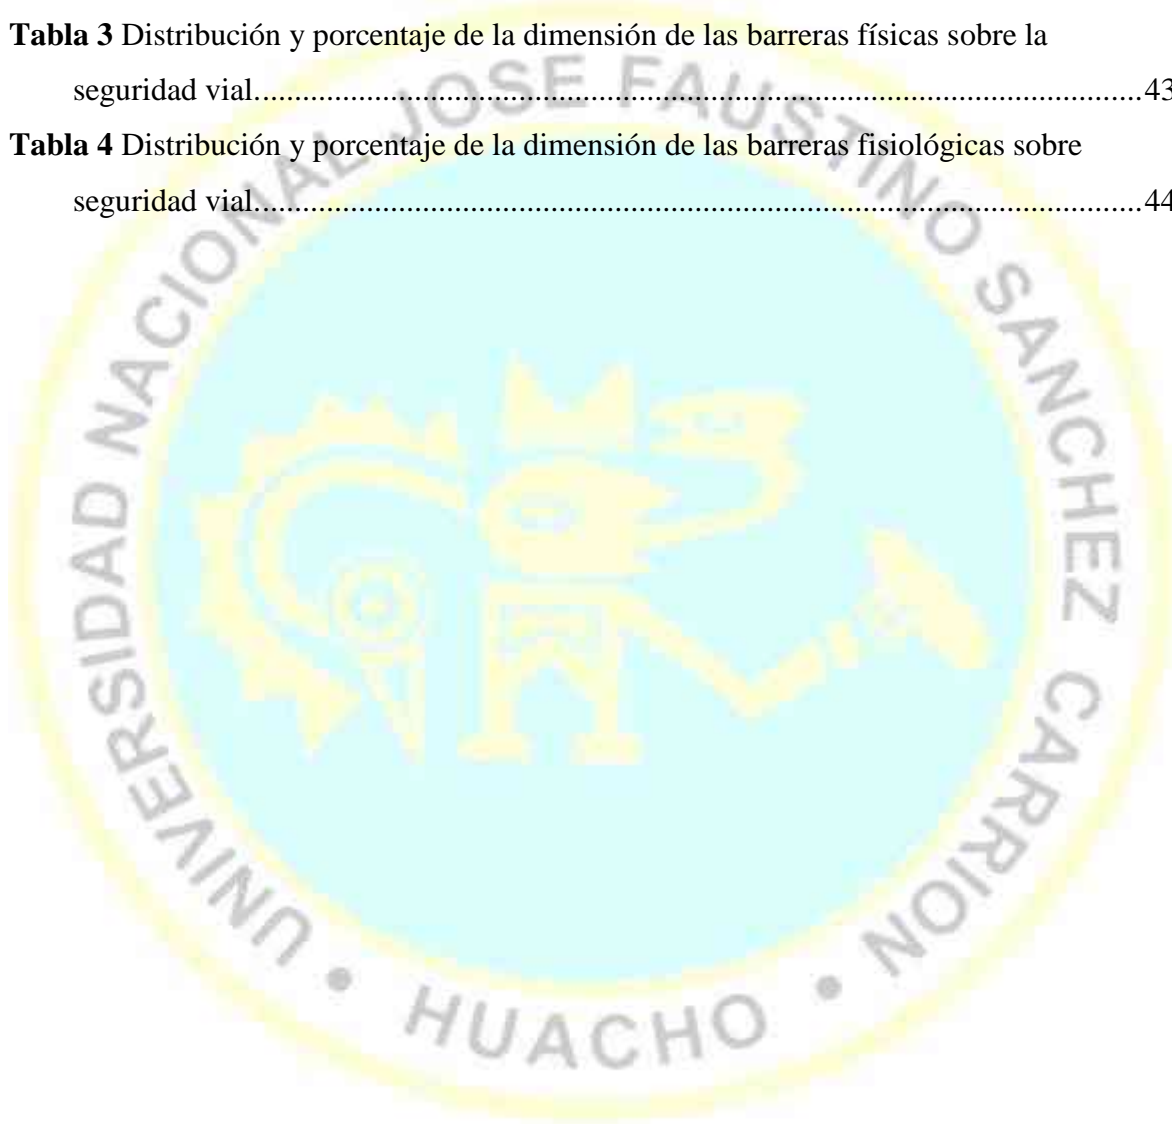 Tabla 3 Distribución y porcentaje de la dimensión de las barreras físicas sobre la
seguridad vial....................................................................................................................43
Tabla 4 Distribución y porcentaje de la dimensión de las barreras fisiológicas sobre
seguridad vial....................................................................................................................44
UNIVERSIDAD NACIONAL JOSE FAUSTINO SANCHEZ CARRION
• HUACHO •